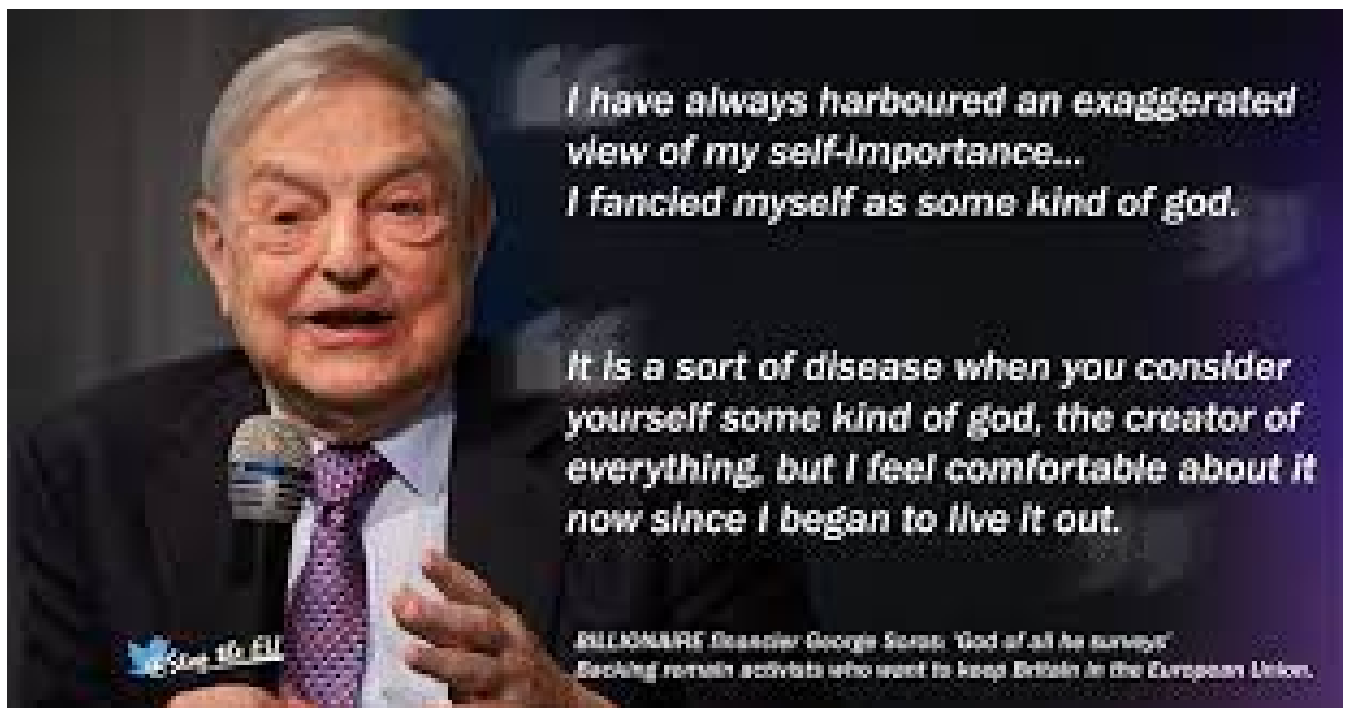 I have always harboured an exaggerated
view of my self-importance...
I fancied myself as some kind of god.
It is a sort of disease when you consider
yourself some kind of god, the creator of
everything, but I feel comfortable about it
now since I began to live it out.
@Stop The EU
BILLIONAIRE financier George Soros: 'God of all he surveys'
Backing remain activists who want to keep Britain in the European Union.